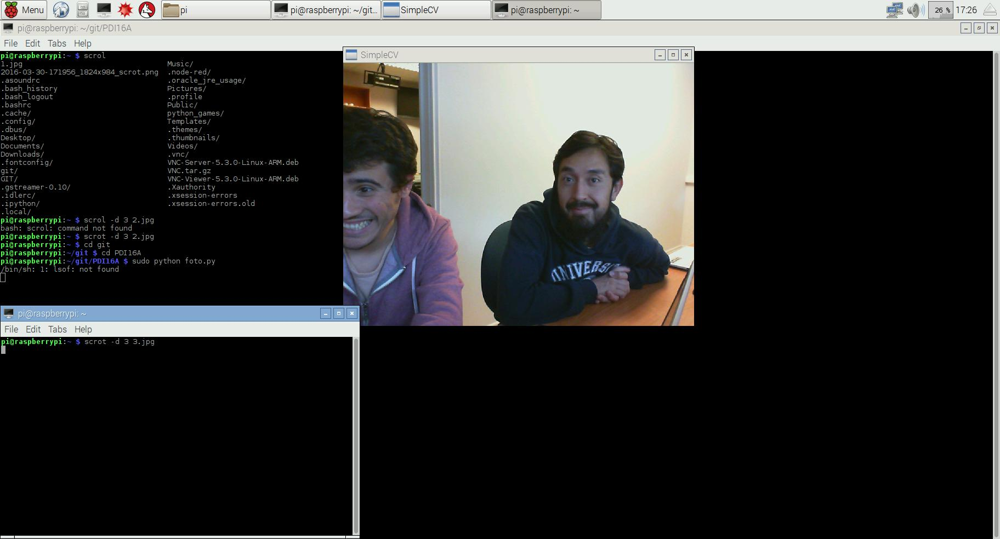 Menu
pi
pi@raspberrypi: ~/git...
SimpleCV
pi@raspberrypi: ~
26 %
17:26
pi@raspberrypi: ~/git/PDI16A
File Edit Tabs Help
pi@raspberrypi:~ $ scrol
1.jpg Music/
2016-03-30-171956_1824x984_scrot.png .node-red/
.asoundrc .oracle_jre_usage/
.bash_history Pictures/
.bash_logout .profile
.bashrc Public/
.cache/ python_games/
.config/ Templates/
.dbus/ .themes/
Desktop/ .thumbnails/
Documents/ Videos/
Downloads/ .vnc/
.fontconfig/ VNC-Server-5.3.0-Linux-ARM.deb
git/ VNC.tar.gz
GIT/ VNC-Viewer-5.3.0-Linux-ARM.deb
.gstreamer-0.10/ .Xauthority
.idlerc/ .xsession-errors
.ipython/ .xsession-errors.old
.local/
pi@raspberrypi:~ $ scrol -d 3 2.jpg
bash: scrol: command not found
pi@raspberrypi:~ $ scrot -d 3 2.jpg
pi@raspberrypi:~ $ cd git
pi@raspberrypi:~/git $ cd PDI16A
pi@raspberrypi:~/git/PDI16A $ sudo python foto.py
/bin/sh: 1: lsof: not found
SimpleCV
UNIVERSI
pi@raspberrypi: ~
File Edit Tabs Help
pi@raspberrypi:~ $ scrot -d 3 3.jpg